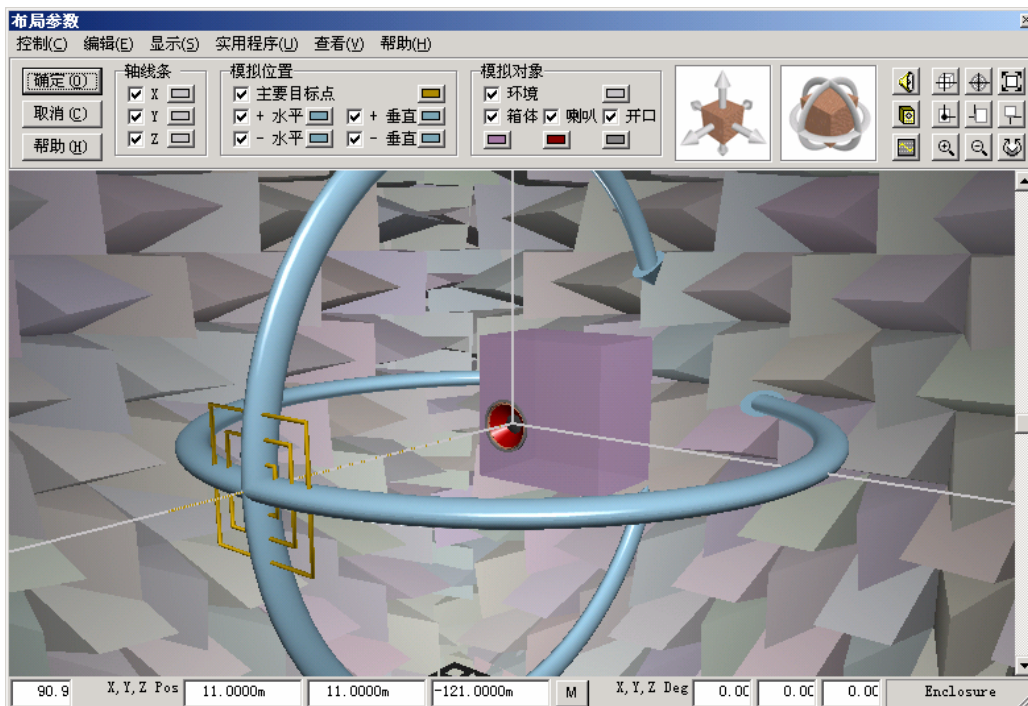 布局参数
控制(C) 编辑(E) 显示(S) 实用程序(U) 查看(V) 帮助(H)
确定(O)
取消(C)
帮助(H)
轴线条
X
Y
Z
模拟位置
主要目标点
+ 水平 + 垂直
- 水平 - 垂直
模拟对象
环境
箱体 喇叭 开口
90.9 X,Y,Z Pos 11.0000m 11.0000m -121.0000m M X,Y,Z Deg 0.00 0.00 0.00 Enclosure